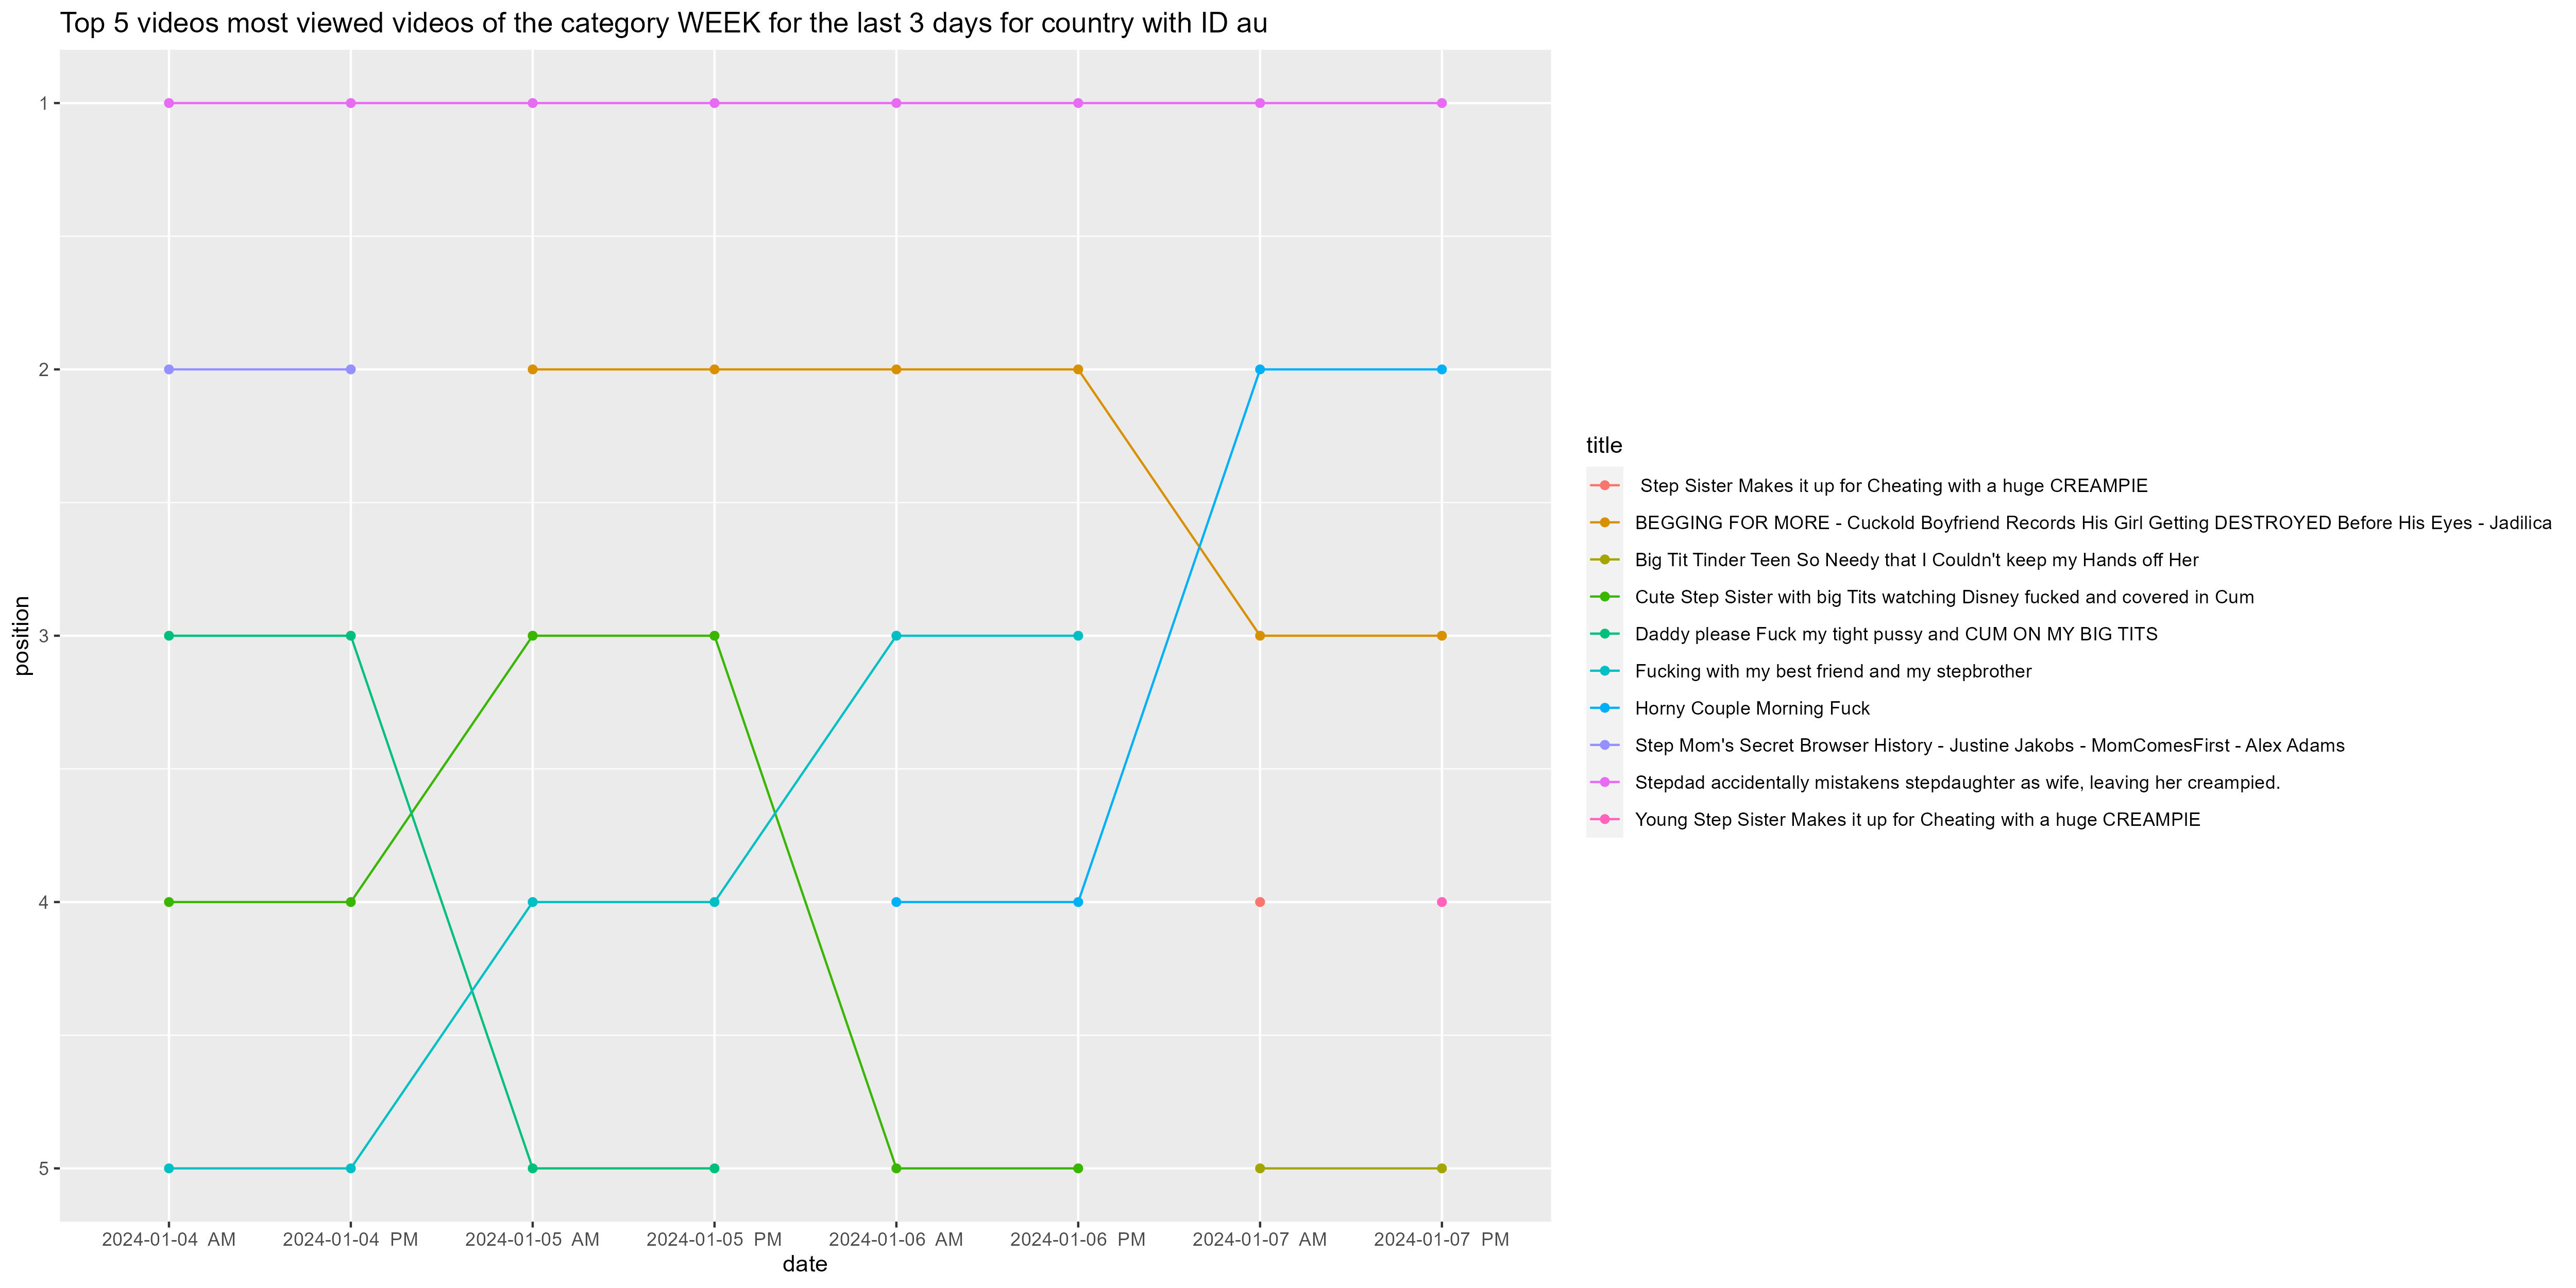 Top 5 videos most viewed videos of the category WEEK for the last 3 days for country with ID au
position
1
2
3
4
5
2024-01-04 AM
2024-01-04 PM
2024-01-05 AM
2024-01-05 PM
2024-01-06 AM
2024-01-06 PM
2024-01-07 AM
2024-01-07 PM
date
title
Step Sister Makes it up for Cheating with a huge CREAMPIE
BEGGING FOR MORE - Cuckold Boyfriend Records His Girl Getting DESTROYED Before His Eyes - Jadilica
Big Tit Tinder Teen So Needy that I Couldn't keep my Hands off Her
Cute Step Sister with big Tits watching Disney fucked and covered in Cum
Daddy please Fuck my tight pussy and CUM ON MY BIG TITS
Fucking with my best friend and my stepbrother
Horny Couple Morning Fuck
Step Mom's Secret Browser History - Justine Jakobs - MomComesFirst - Alex Adams
Stepdad accidentally mistakens stepdaughter as wife, leaving her creampied.
Young Step Sister Makes it up for Cheating with a huge CREAMPIE